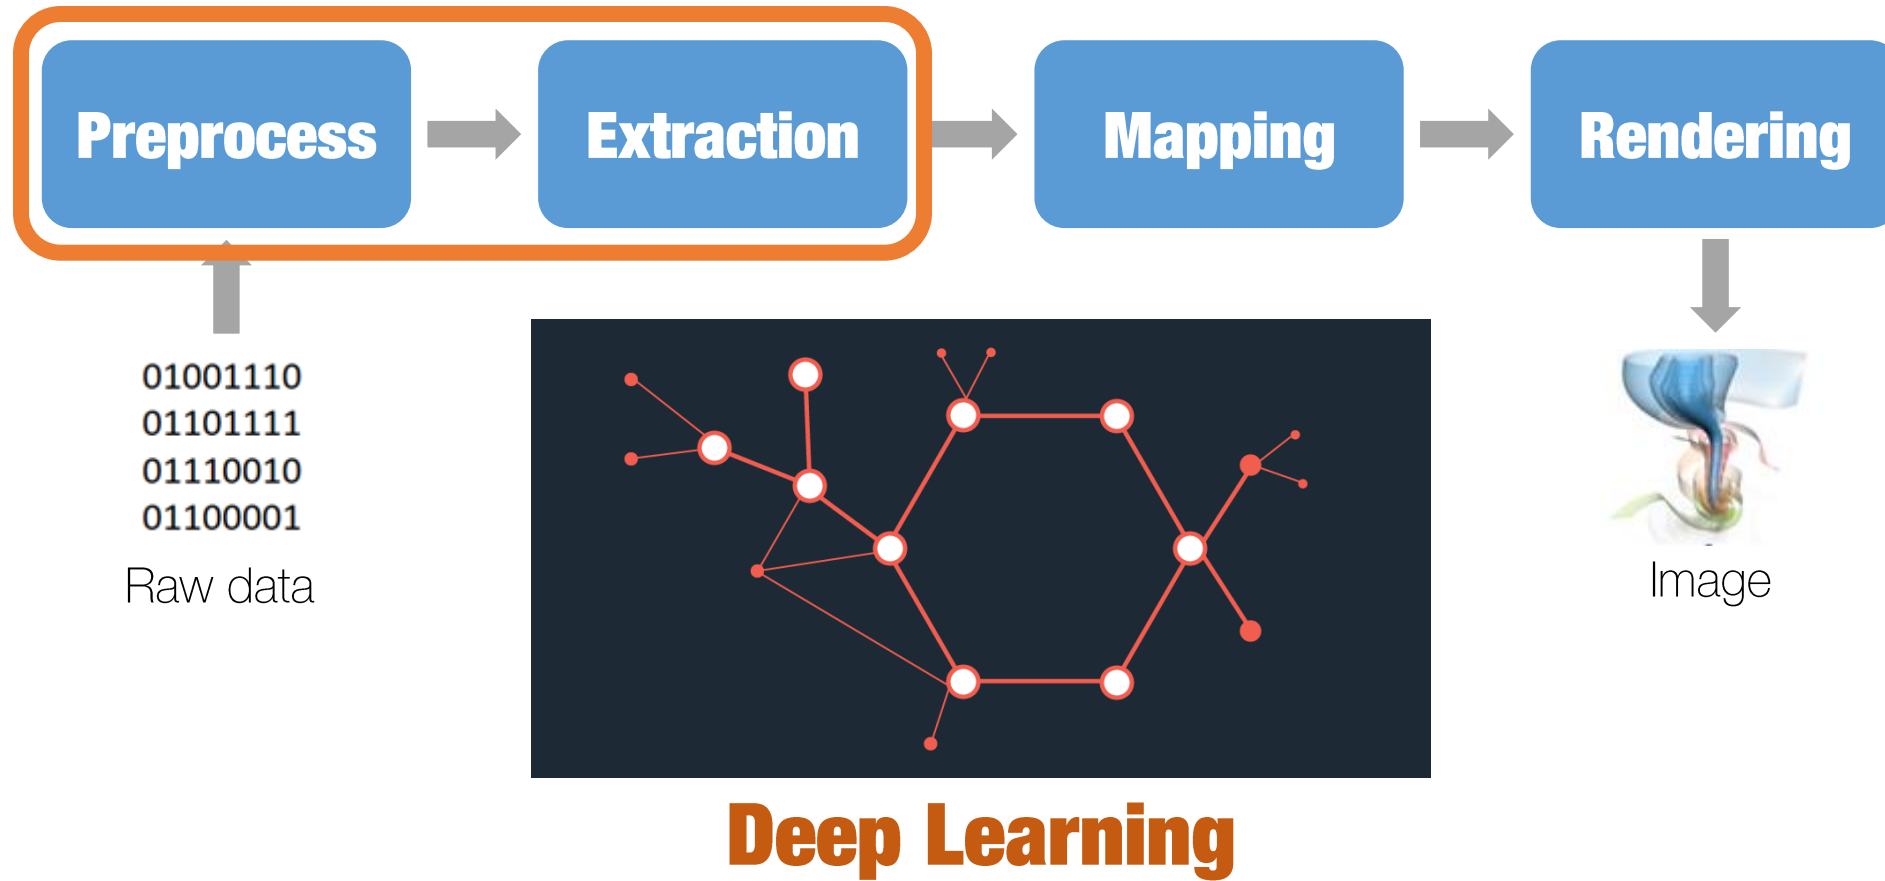 Preprocess
Extraction
Mapping
Rendering
01001110
01101111
01110010
01100001
Raw data
Image
Deep Learning